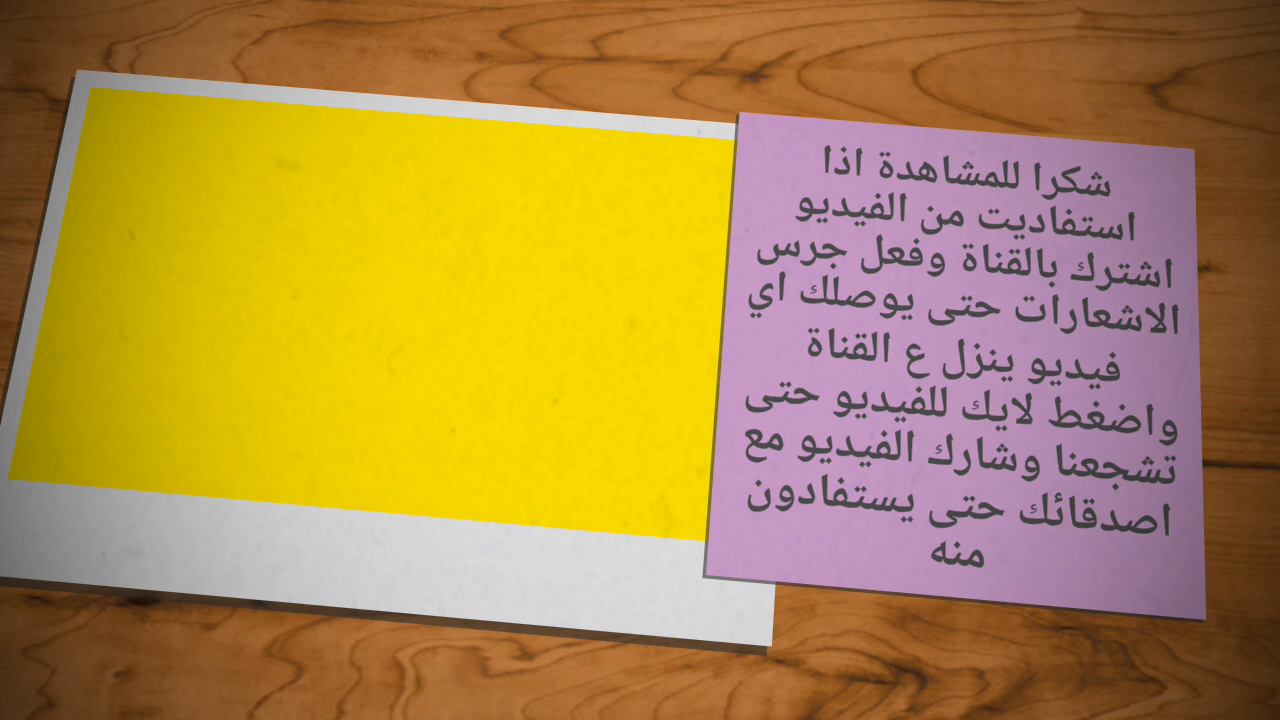 شكرا للمشاهدة اذا
استفاديت من الفيديو
اشترك بالقناة وفعل جرس
الاشعارات حتى يوصلك اي
فيديو ينزل ع القناة
واضغط لايك للفيديو حتى
تشجعنا وشارك الفيديو مع
اصدقائك حتى يستفادون
منه